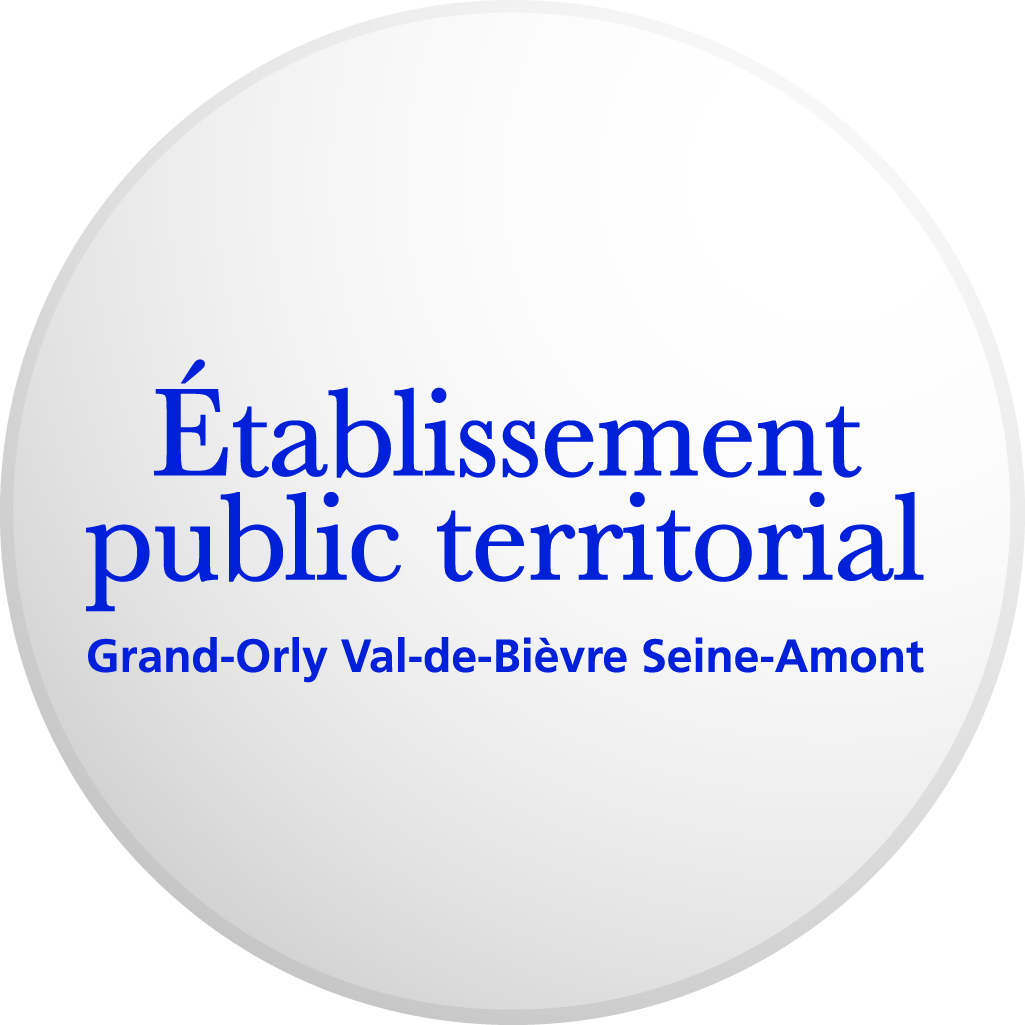 Établissement
public territorial
Grand-Orly Val-de-Bièvre Seine-Amont